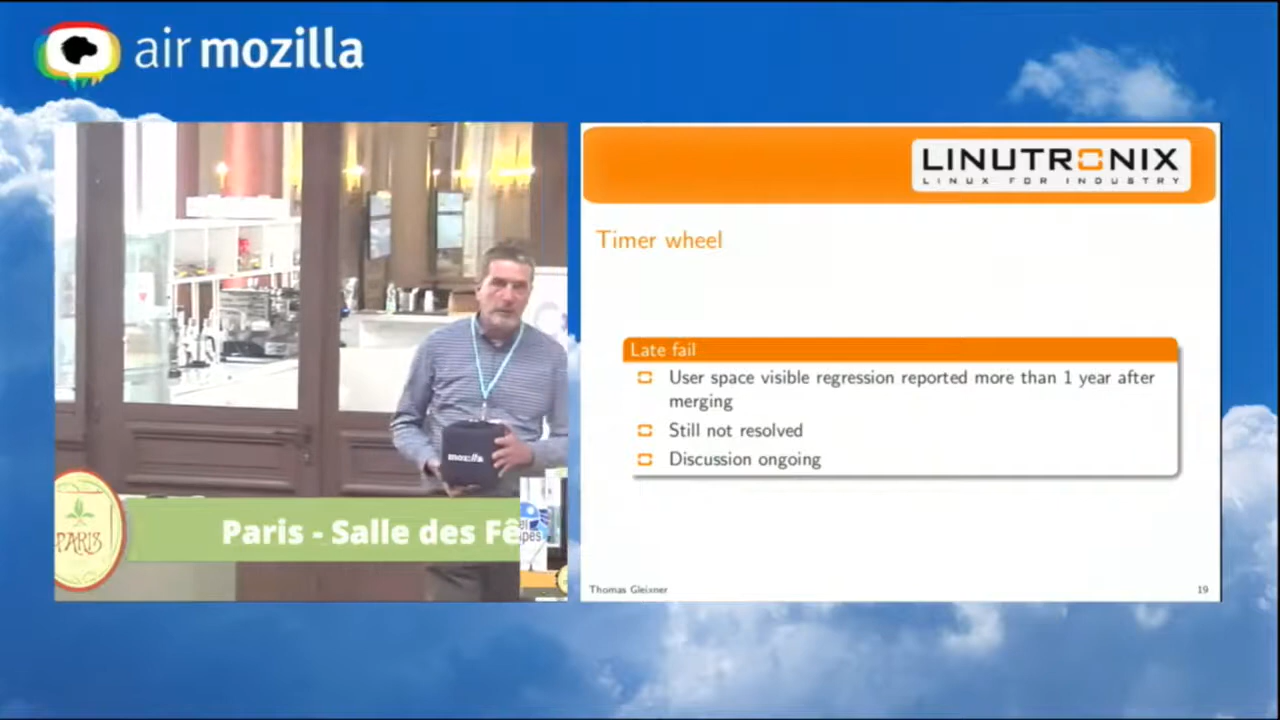 air mozilla
LINUTRONIX
LINUX FOR INDUSTRY
Timer wheel
Late fail
User space visible regression reported more than 1 year after
merging
Still not resolved
Discussion ongoing
Thomas Gleixner
19
mozilla
PARIS
Paris - Salle des Fê